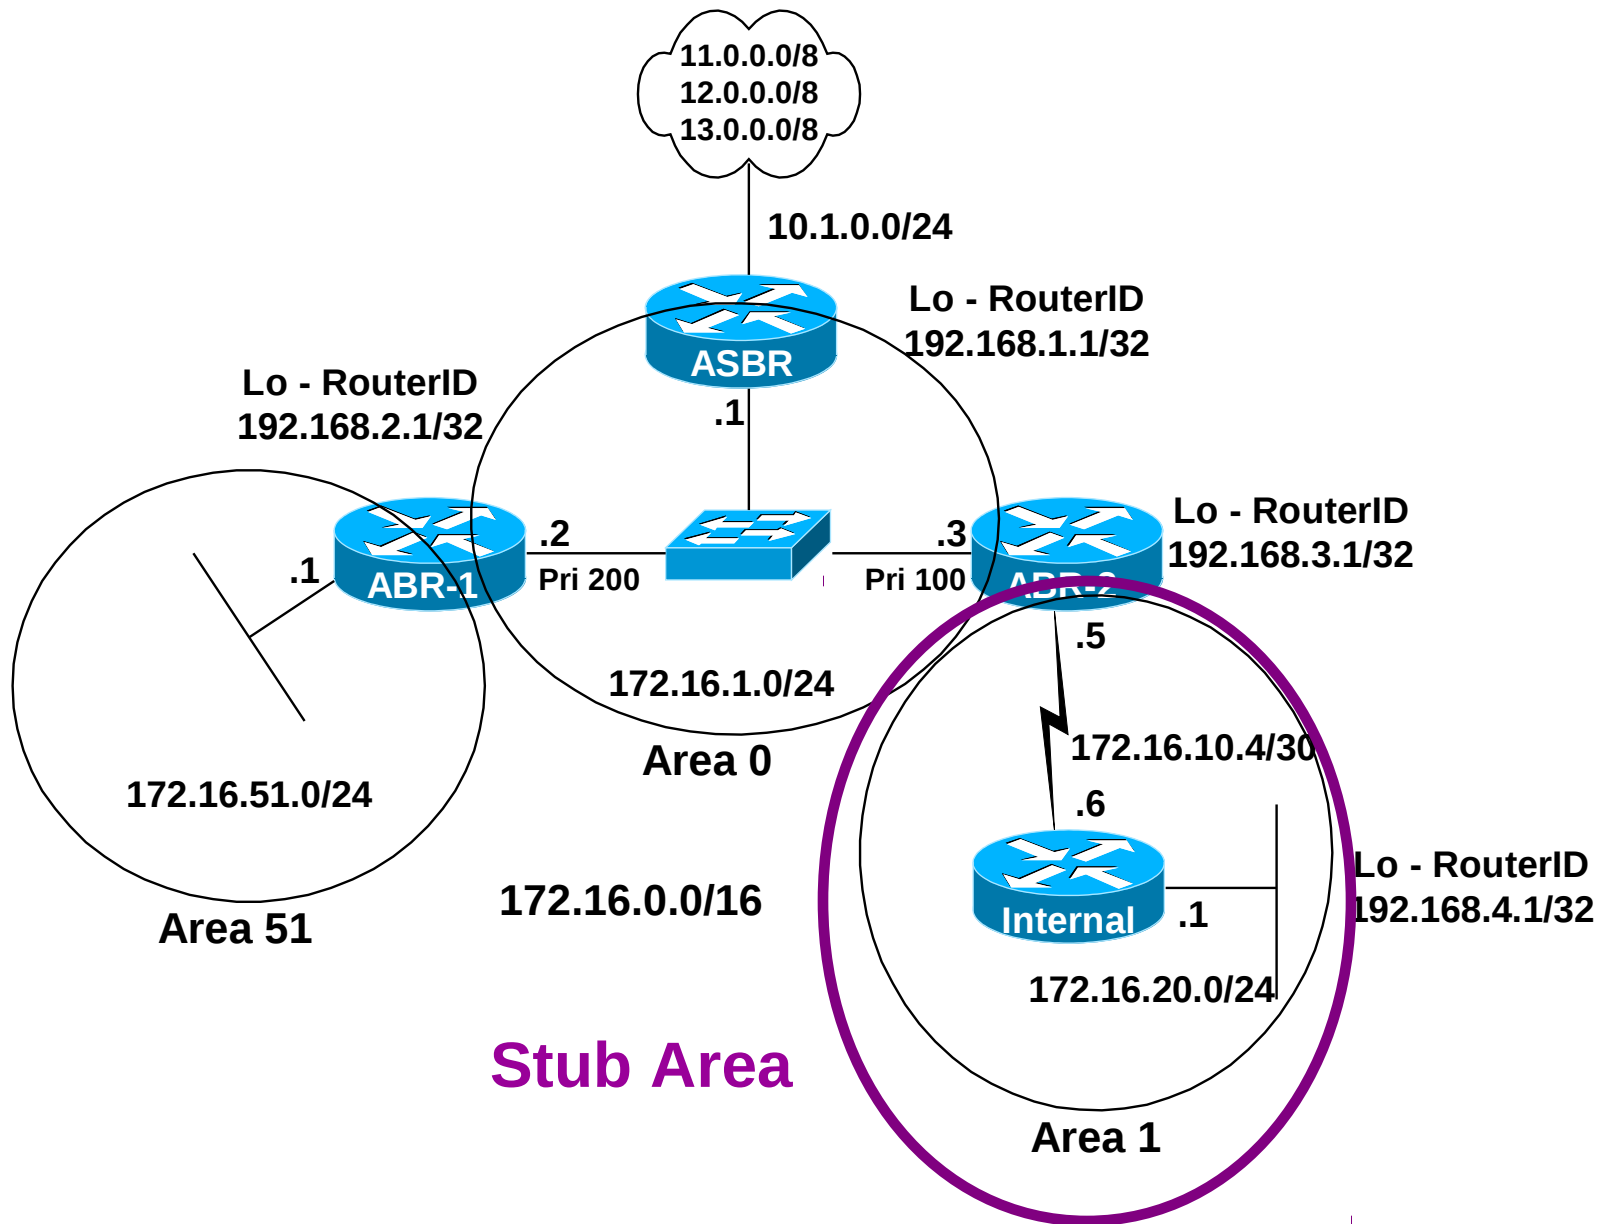 11.0.0.0/8
12.0.0.0/8
13.0.0.0/8
10.1.0.0/24
Lo - RouterID
192.168.1.1/32
ASBR
.1
Lo - RouterID
192.168.2.1/32
ABR-1
.1
.2
Pri 200
.3
Pri 100
ABR-2
Lo - RouterID
192.168.3.1/32
.5
172.16.1.0/24
Area 0
172.16.51.0/24
Area 51
172.16.10.4/30
.6
Internal
.1
Lo - RouterID
192.168.4.1/32
172.16.0.0/16
172.16.20.0/24
Stub Area
Area 1